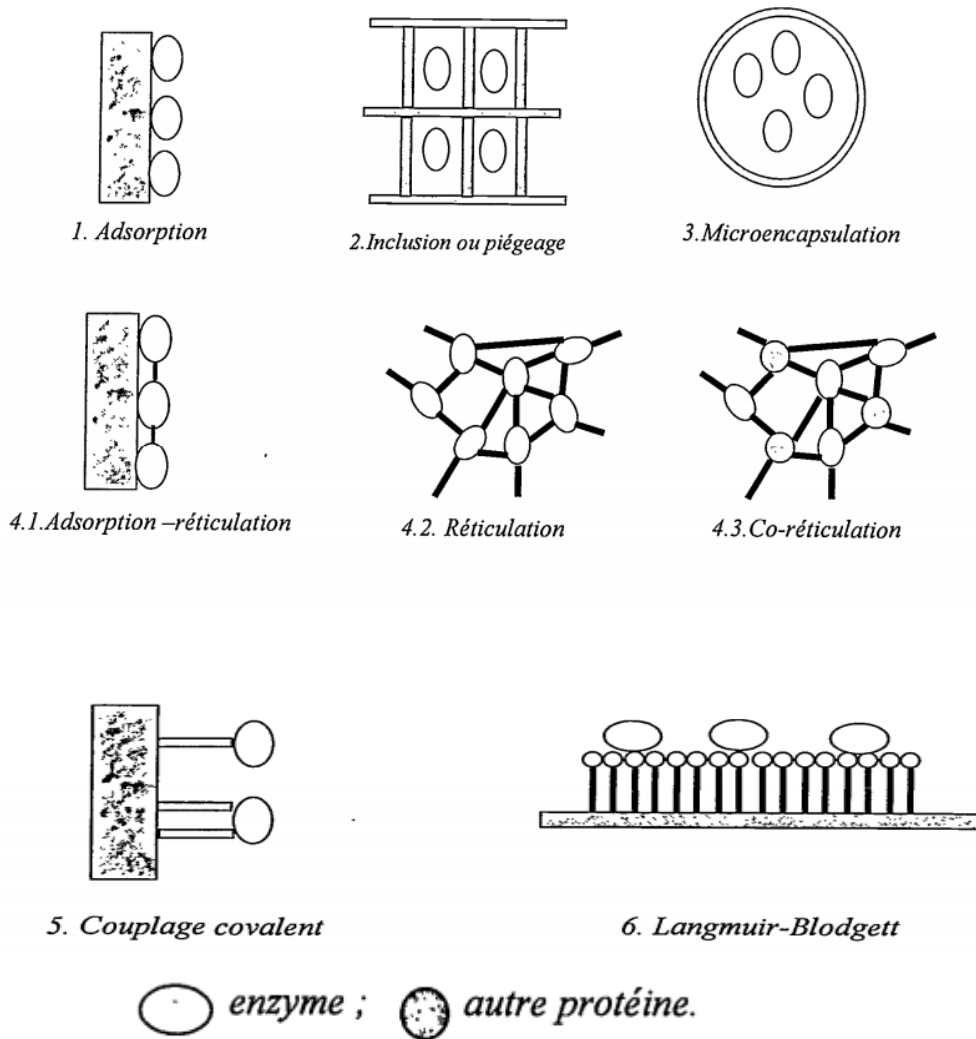 1. Adsorption
2.Inclusion ou piégeage
3.Microencapsulation
4.1.Adsorption –réticulation
4.2. Réticulation
4.3.Co-réticulation
5. Couplage covalent
6. Langmuir-Blodgett
enzyme ; autre protéine.